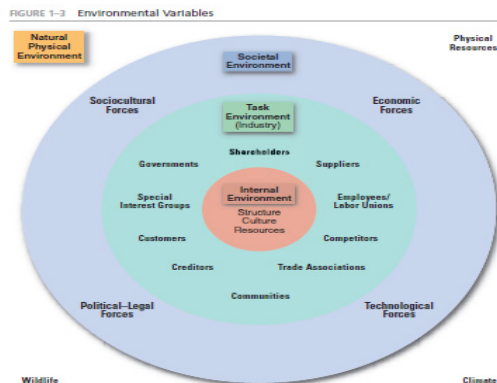 FIGURE 1–3 Environmental Variables
Natural
Physical
Environment
Societal
Environment
Physical
Resources
Sociocultural
Forces
Economic
Forces
Task
Environment
(Industry)
Shareholders
Governments
Suppliers
Special
Interest Groups
Internal
Environment
Structure
Culture
Resources
Employees/
Labor Unions
Customers
Competitors
Creditors
Trade Associations
Communities
Political–Legal
Forces
Technological
Forces
Wildlife
Climate